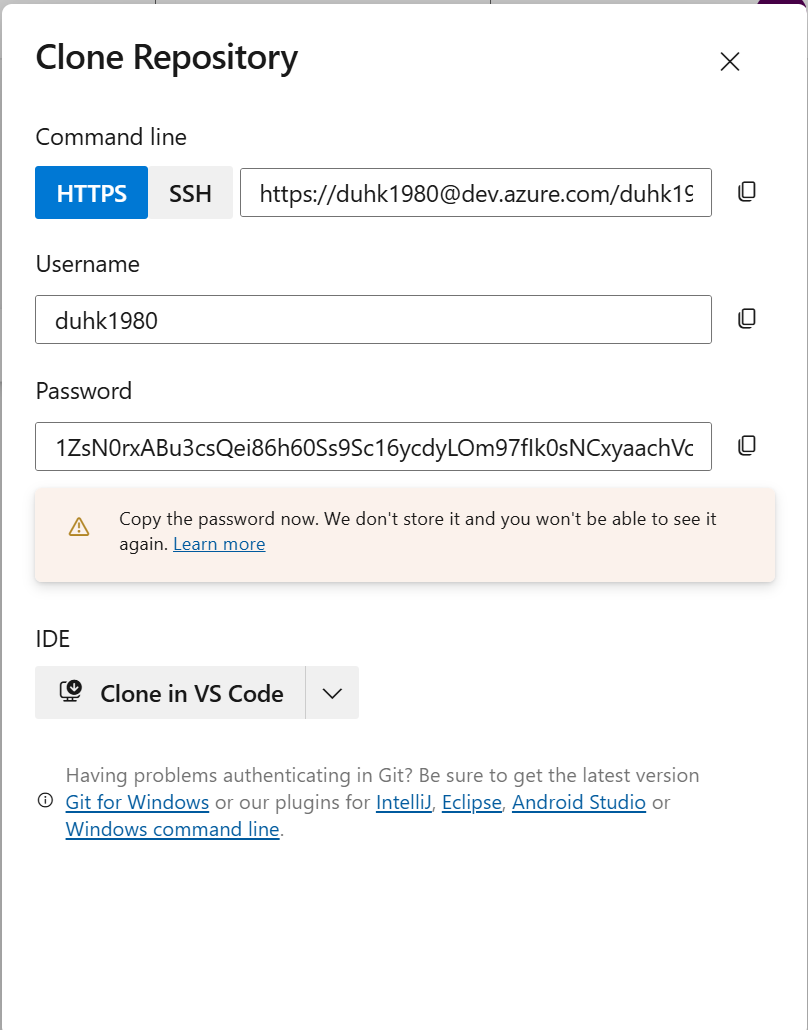 Clone Repository
Command line
HTTPS SSH https://duhk1980@dev.azure.com/duhk19
Username
duhk1980
Password
Copy the password now. We don't store it and you won't be able to see it
again. Learn more
IDE
Clone in VS Code
Having problems authenticating in Git? Be sure to get the latest version
Git for Windows or our plugins for IntelliJ, Eclipse, Android Studio or
Windows command line.